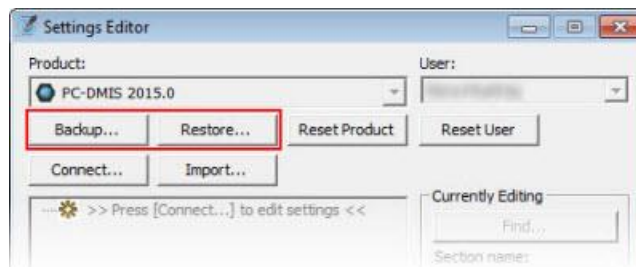 Settings Editor
Product:
User:
PC-DMIS 2015.0
Backup...
Restore...
Reset Product
Reset User
Connect...
Import...
>> Press [Connect...] to edit settings <<
Currently Editing
Find...
Section name: